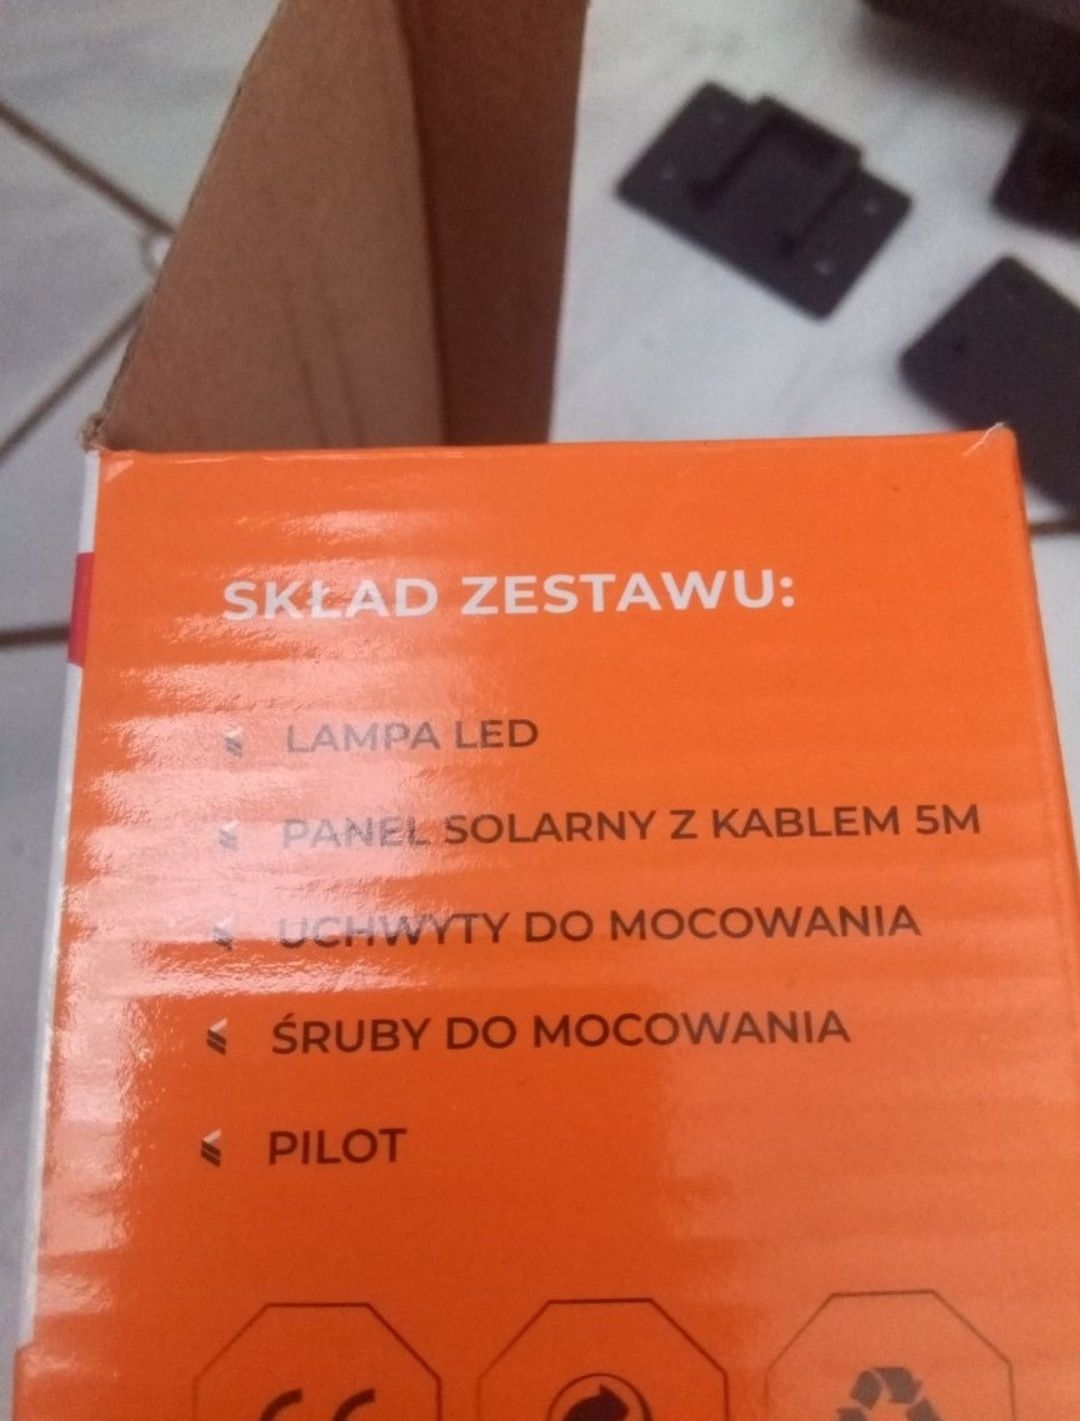 SKŁAD ZESTAWU:
LAMPA LED
PANEL SOLARNY Z KABLEM 5M
UCHWYTY DO MOCOWANIA
ŚRUBY DO MOCOWANIA
PILOT